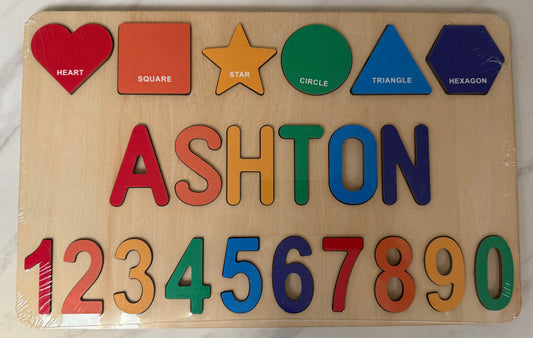 HEART SQUARE STAR CIRCLE TRIANGLE HEXAGON
ASHTON
1234567890